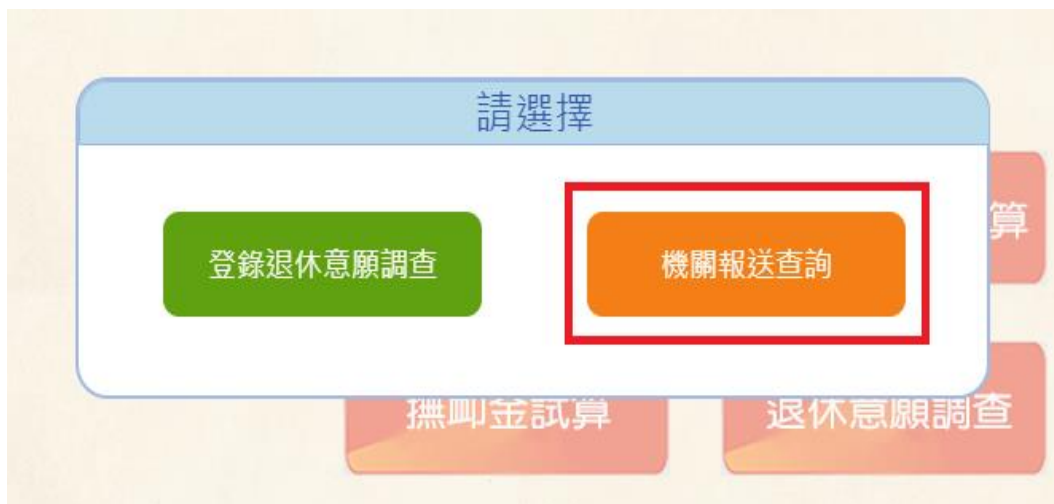 請選擇
登錄退休意願調查
機關報送查詢
算
撫卹金試算
退休意願調查